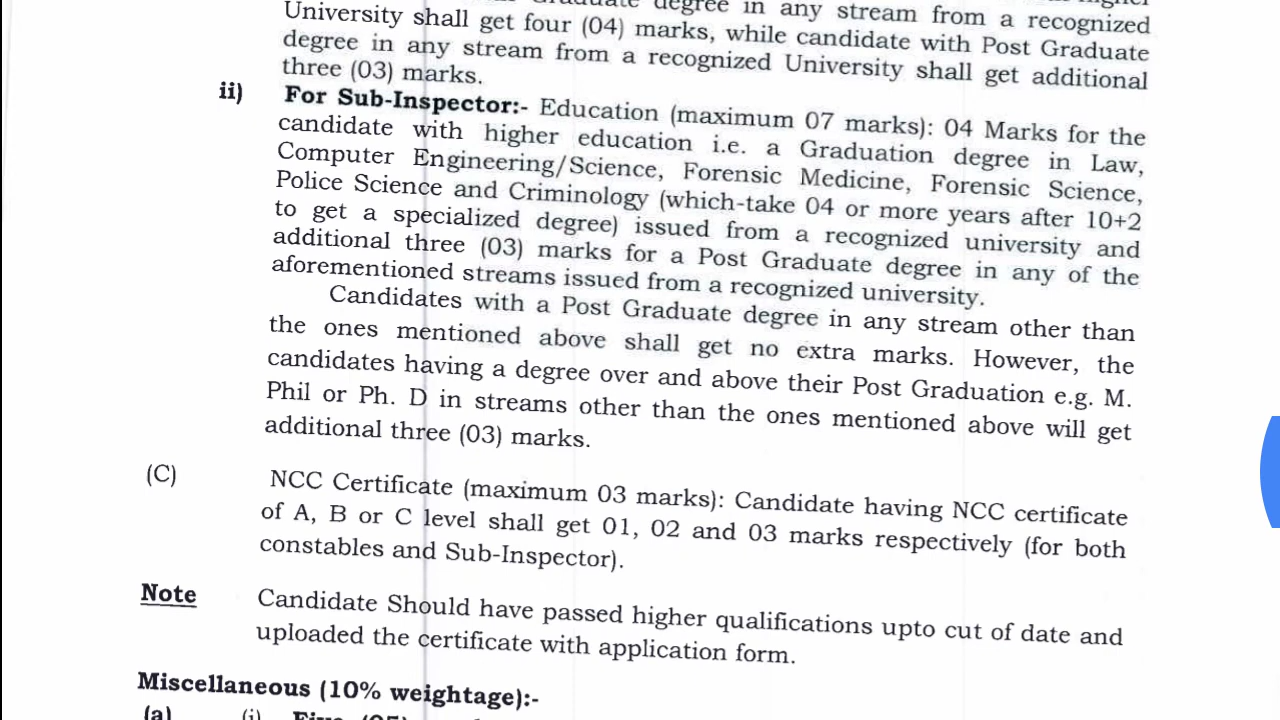 degree in any stream from a recognized
University shall get four (04) marks, while candidate with Post Graduate
degree in any stream from a recognized University shall get additional
three (03) marks.
ii) For Sub-Inspector:- Education (maximum 07 marks): 04 Marks for the
candidate with higher education i.e. a Graduation degree in Law,
Computer Engineering/Science, Forensic Medicine, Forensic Science,
Police Science and Criminology (which-take 04 or more years after 10+2
to get a specialized degree) issued from a recognized university and
additional three (03) marks for a Post Graduate degree in any of the
aforementioned streams issued from a recognized university.
Candidates with a Post Graduate degree in any stream other than
the ones mentioned above shall get no extra marks. However, the
candidates having a degree over and above their Post Graduation e.g. M.
Phil or Ph. D in streams other than the ones mentioned above will get
additional three (03) marks.
(C) NCC Certificate (maximum 03 marks): Candidate having NCC certificate
of A, B or C level shall get 01, 02 and 03 marks respectively (for both
constables and Sub-Inspector).
Note Candidate Should have passed higher qualifications upto cut of date and
uploaded the certificate with application form.
Miscellaneous (10% weightage):-
(a) (i)